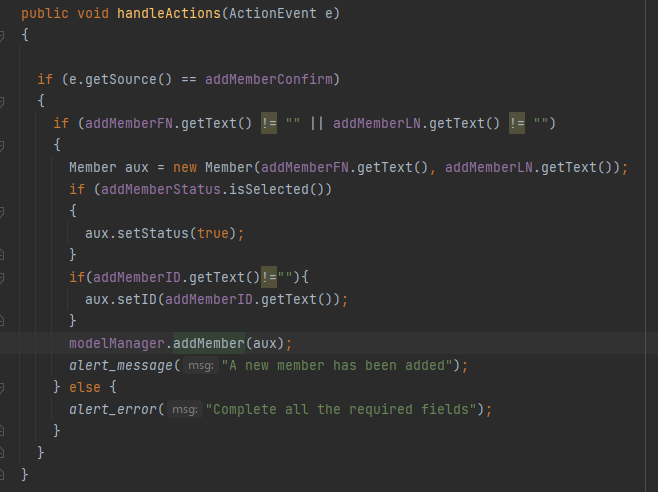 public void handleActions(ActionEvent e)
{
if (e.getSource() == addMemberConfirm)
{
if (addMemberFN.getText() != "" || addMemberLN.getText() != "")
{
Member aux = new Member(addMemberFN.getText(), addMemberLN.getText());
if (addMemberStatus.isSelected())
{
aux.setStatus(true);
}
if(addMemberID.getText()!=""){
aux.setID(addMemberID.getText());
}
modelManager.addMember(aux);
alert_message( msg: "A new member has been added");
} else {
alert_error( msg: "Complete all the required fields");
}
}
}